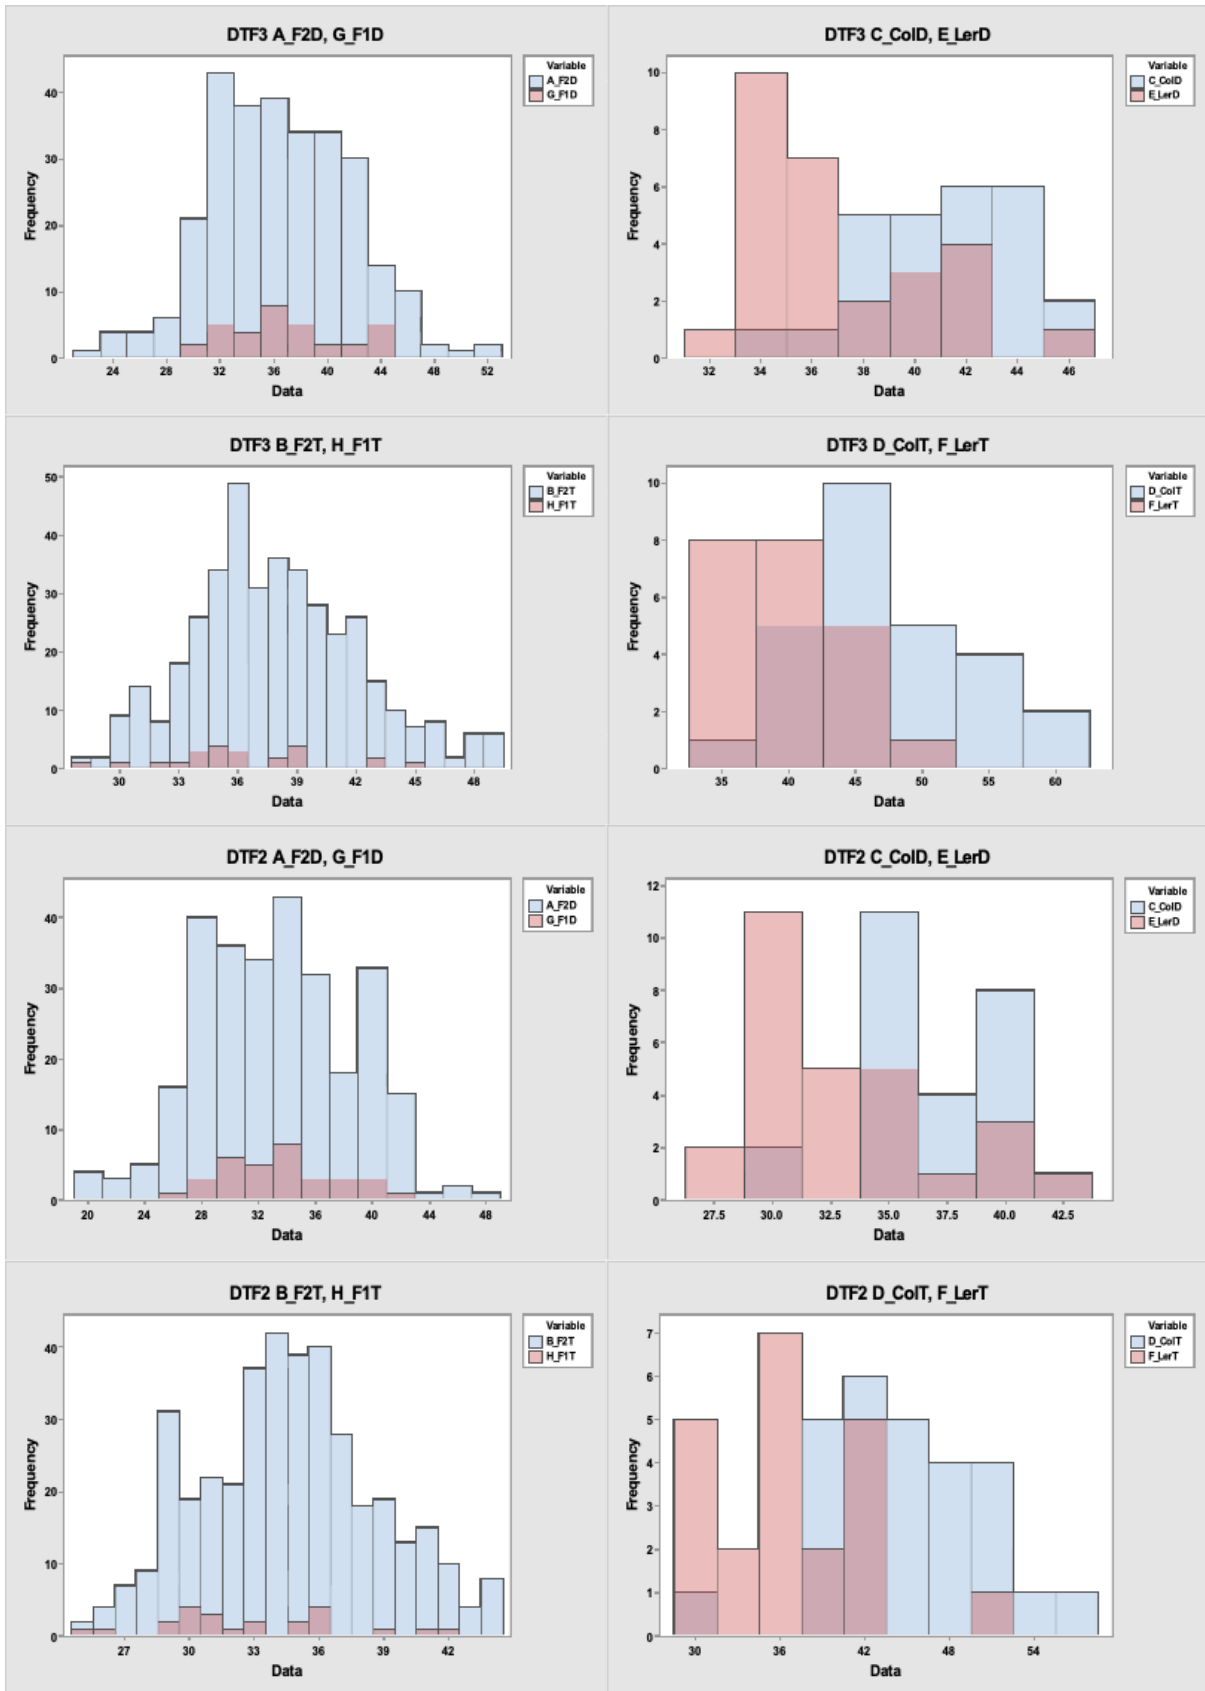 DTF3 A_F2D, G_F1D
Variable
A_F2D
G_F1D
Frequency
40
30
20
10
0
24 28 32 36 40 44 48 52
Data
DTF3 C_ColD, E_LerD
Variable
C_ColD
E_LerD
Frequency
10
8
6
4
2
0
32 34 36 38 40 42 44 46
Data
DTF3 B_F2T, H_F1T
Variable
B_F2T
H_F1T
Frequency
50
40
30
20
10
0
30 33 36 39 42 45 48
Data
DTF3 D_ColT, F_LerT
Variable
D_ColT
F_LerT
Frequency
10
8
6
4
2
0
35 40 45 50 55 60
Data
DTF2 A_F2D, G_F1D
Variable
A_F2D
G_F1D
Frequency
40
30
20
10
0
20 24 28 32 36 40 44 48
Data
DTF2 C_ColD, E_LerD
Variable
C_ColD
E_LerD
Frequency
12
10
8
6
4
2
0
27.5 30.0 32.5 35.0 37.5 40.0 42.5
Data
DTF2 B_F2T, H_F1T
Variable
B_F2T
H_F1T
Frequency
40
30
20
10
0
27 30 33 36 39 42
Data
DTF2 D_ColT, F_LerT
Variable
D_ColT
F_LerT
Frequency
7
6
5
4
3
2
1
0
30 36 42 48 54
Data